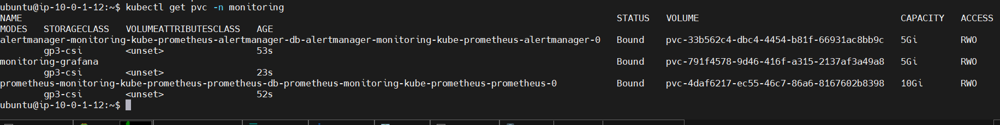 ubuntu@ip-10-0-1-12:~$ kubectl get pvc -n monitoring
NAME STATUS VOLUME CAPACITY ACCESS
MODES STORAGECLASS VOLUMEATTRIBUTESCLASS AGE
alertmanager-monitoring-kube-prometheus-alertmanager-db-alertmanager-monitoring-kube-prometheus-alertmanager-0 Bound pvc-33b562c4-dbc4-4454-b81f-66931ac8bb9c 5Gi RWO
gp3-csi <unset> 53s
monitoring-grafana Bound pvc-791f4578-9d46-416f-a315-2137af3a49a8 5Gi RWO
gp3-csi <unset> 23s
prometheus-monitoring-kube-prometheus-prometheus-db-prometheus-monitoring-kube-prometheus-prometheus-0 Bound pvc-4daf6217-ec55-46c7-86a6-8167602b8398 10Gi RWO
gp3-csi <unset> 52s
ubuntu@ip-10-0-1-12:~$